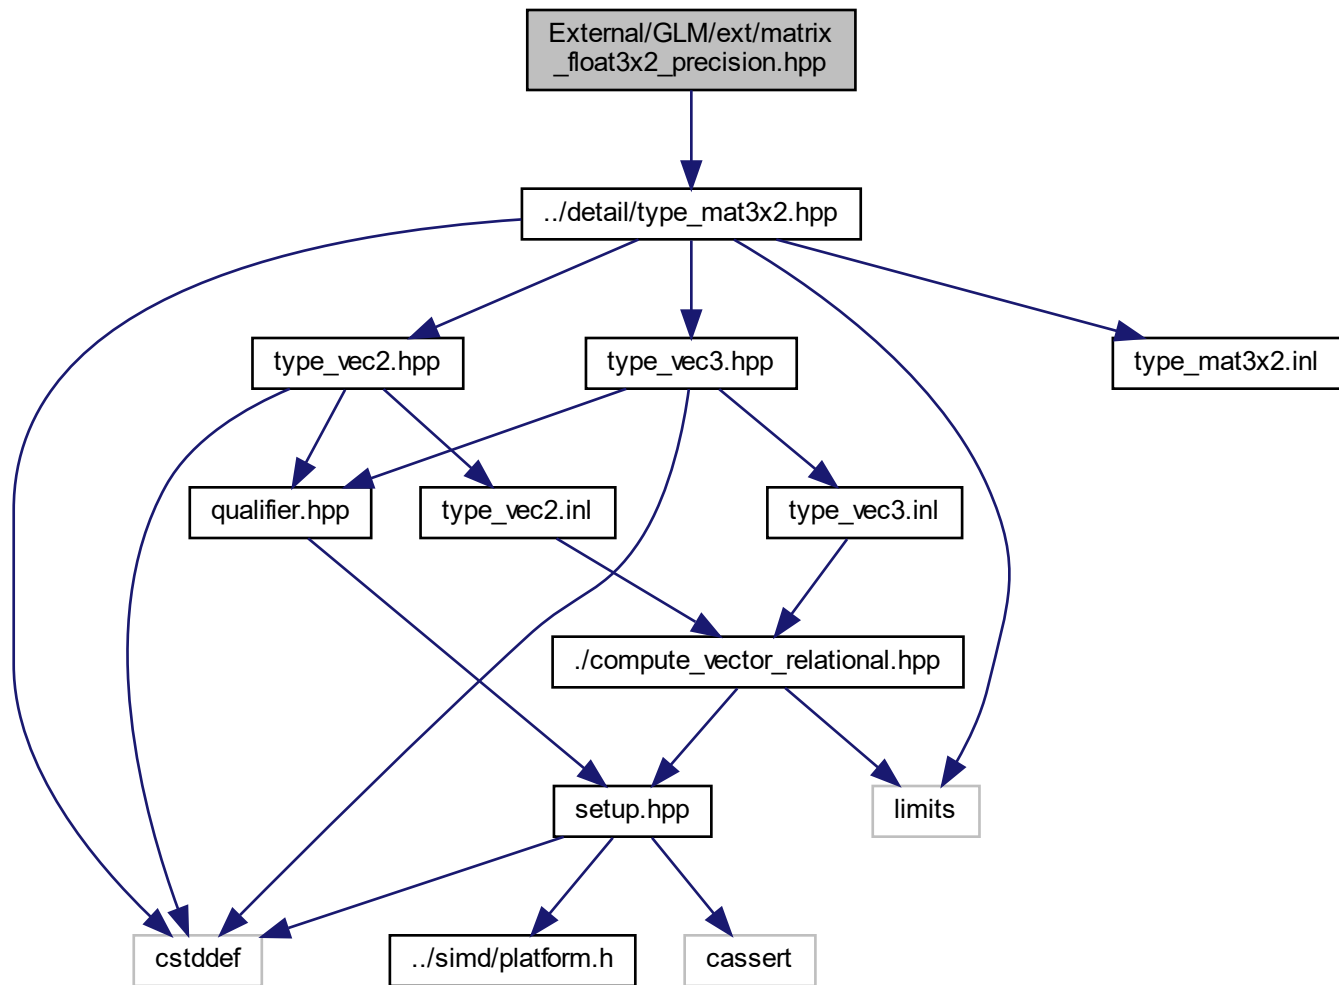 External/GLM/ext/matrix
_float3x2_precision.hpp
../detail/type_mat3x2.hpp
type_vec2.hpp
type_vec3.hpp
type_mat3x2.inl
qualifier.hpp
type_vec2.inl
type_vec3.inl
./compute_vector_relational.hpp
setup.hpp
limits
cstddef
../simd/platform.h
cassert